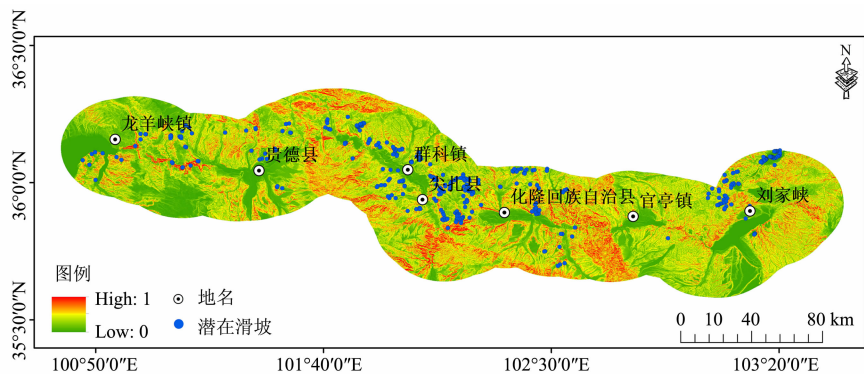 36°30′0″N
36°0′0″N
35°30′0″N
N
龙羊峡镇
贵德县
群科镇
尖扎县
化隆回族自治县
官亭镇
刘家峡
图例
High: 1
Low: 0
地名
潜在滑坡
0 10 20 40 80 km
100°50′0″E
101°40′0″E
102°30′0″E
103°20′0″E